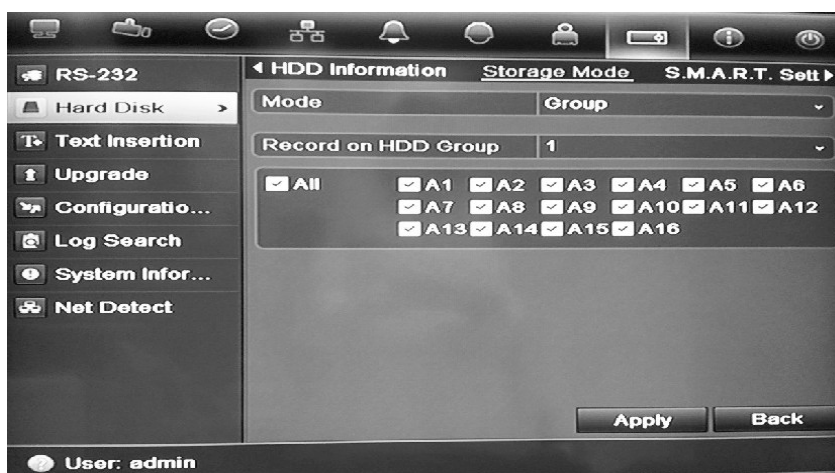 RS-232
Hard Disk
Text Insertion
Upgrade
Configuratio...
Log Search
System Infor...
Net Detect
HDD Information Storage Mode S.M.A.R.T. Sett
Mode Group
Record on HDD Group 1
All A1 A2 A3 A4 A5 A6
A7 A8 A9 A10 A11 A12
A13 A14 A15 A16
Apply Back
User: admin